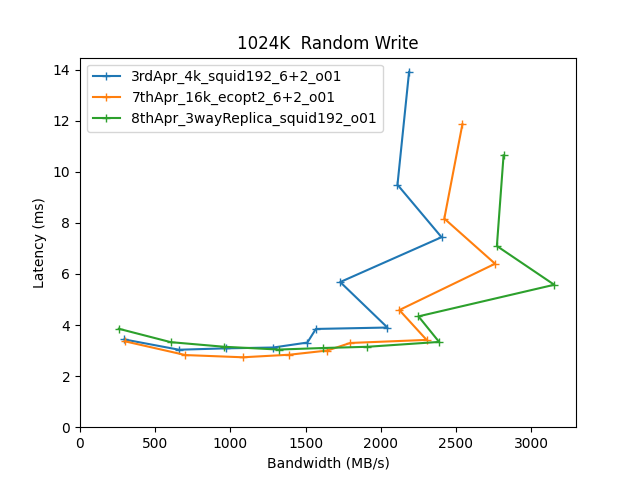 1024K  Random Write
3rdApr_4k_squid192_6+2_o01
7thApr_16k_ecopt2_6+2_o01
8thApr_3wayReplica_squid192_o01
Latency (ms)
14
12
10
8
6
4
2
0
0 500 1000 1500 2000 2500 3000
Bandwidth (MB/s)